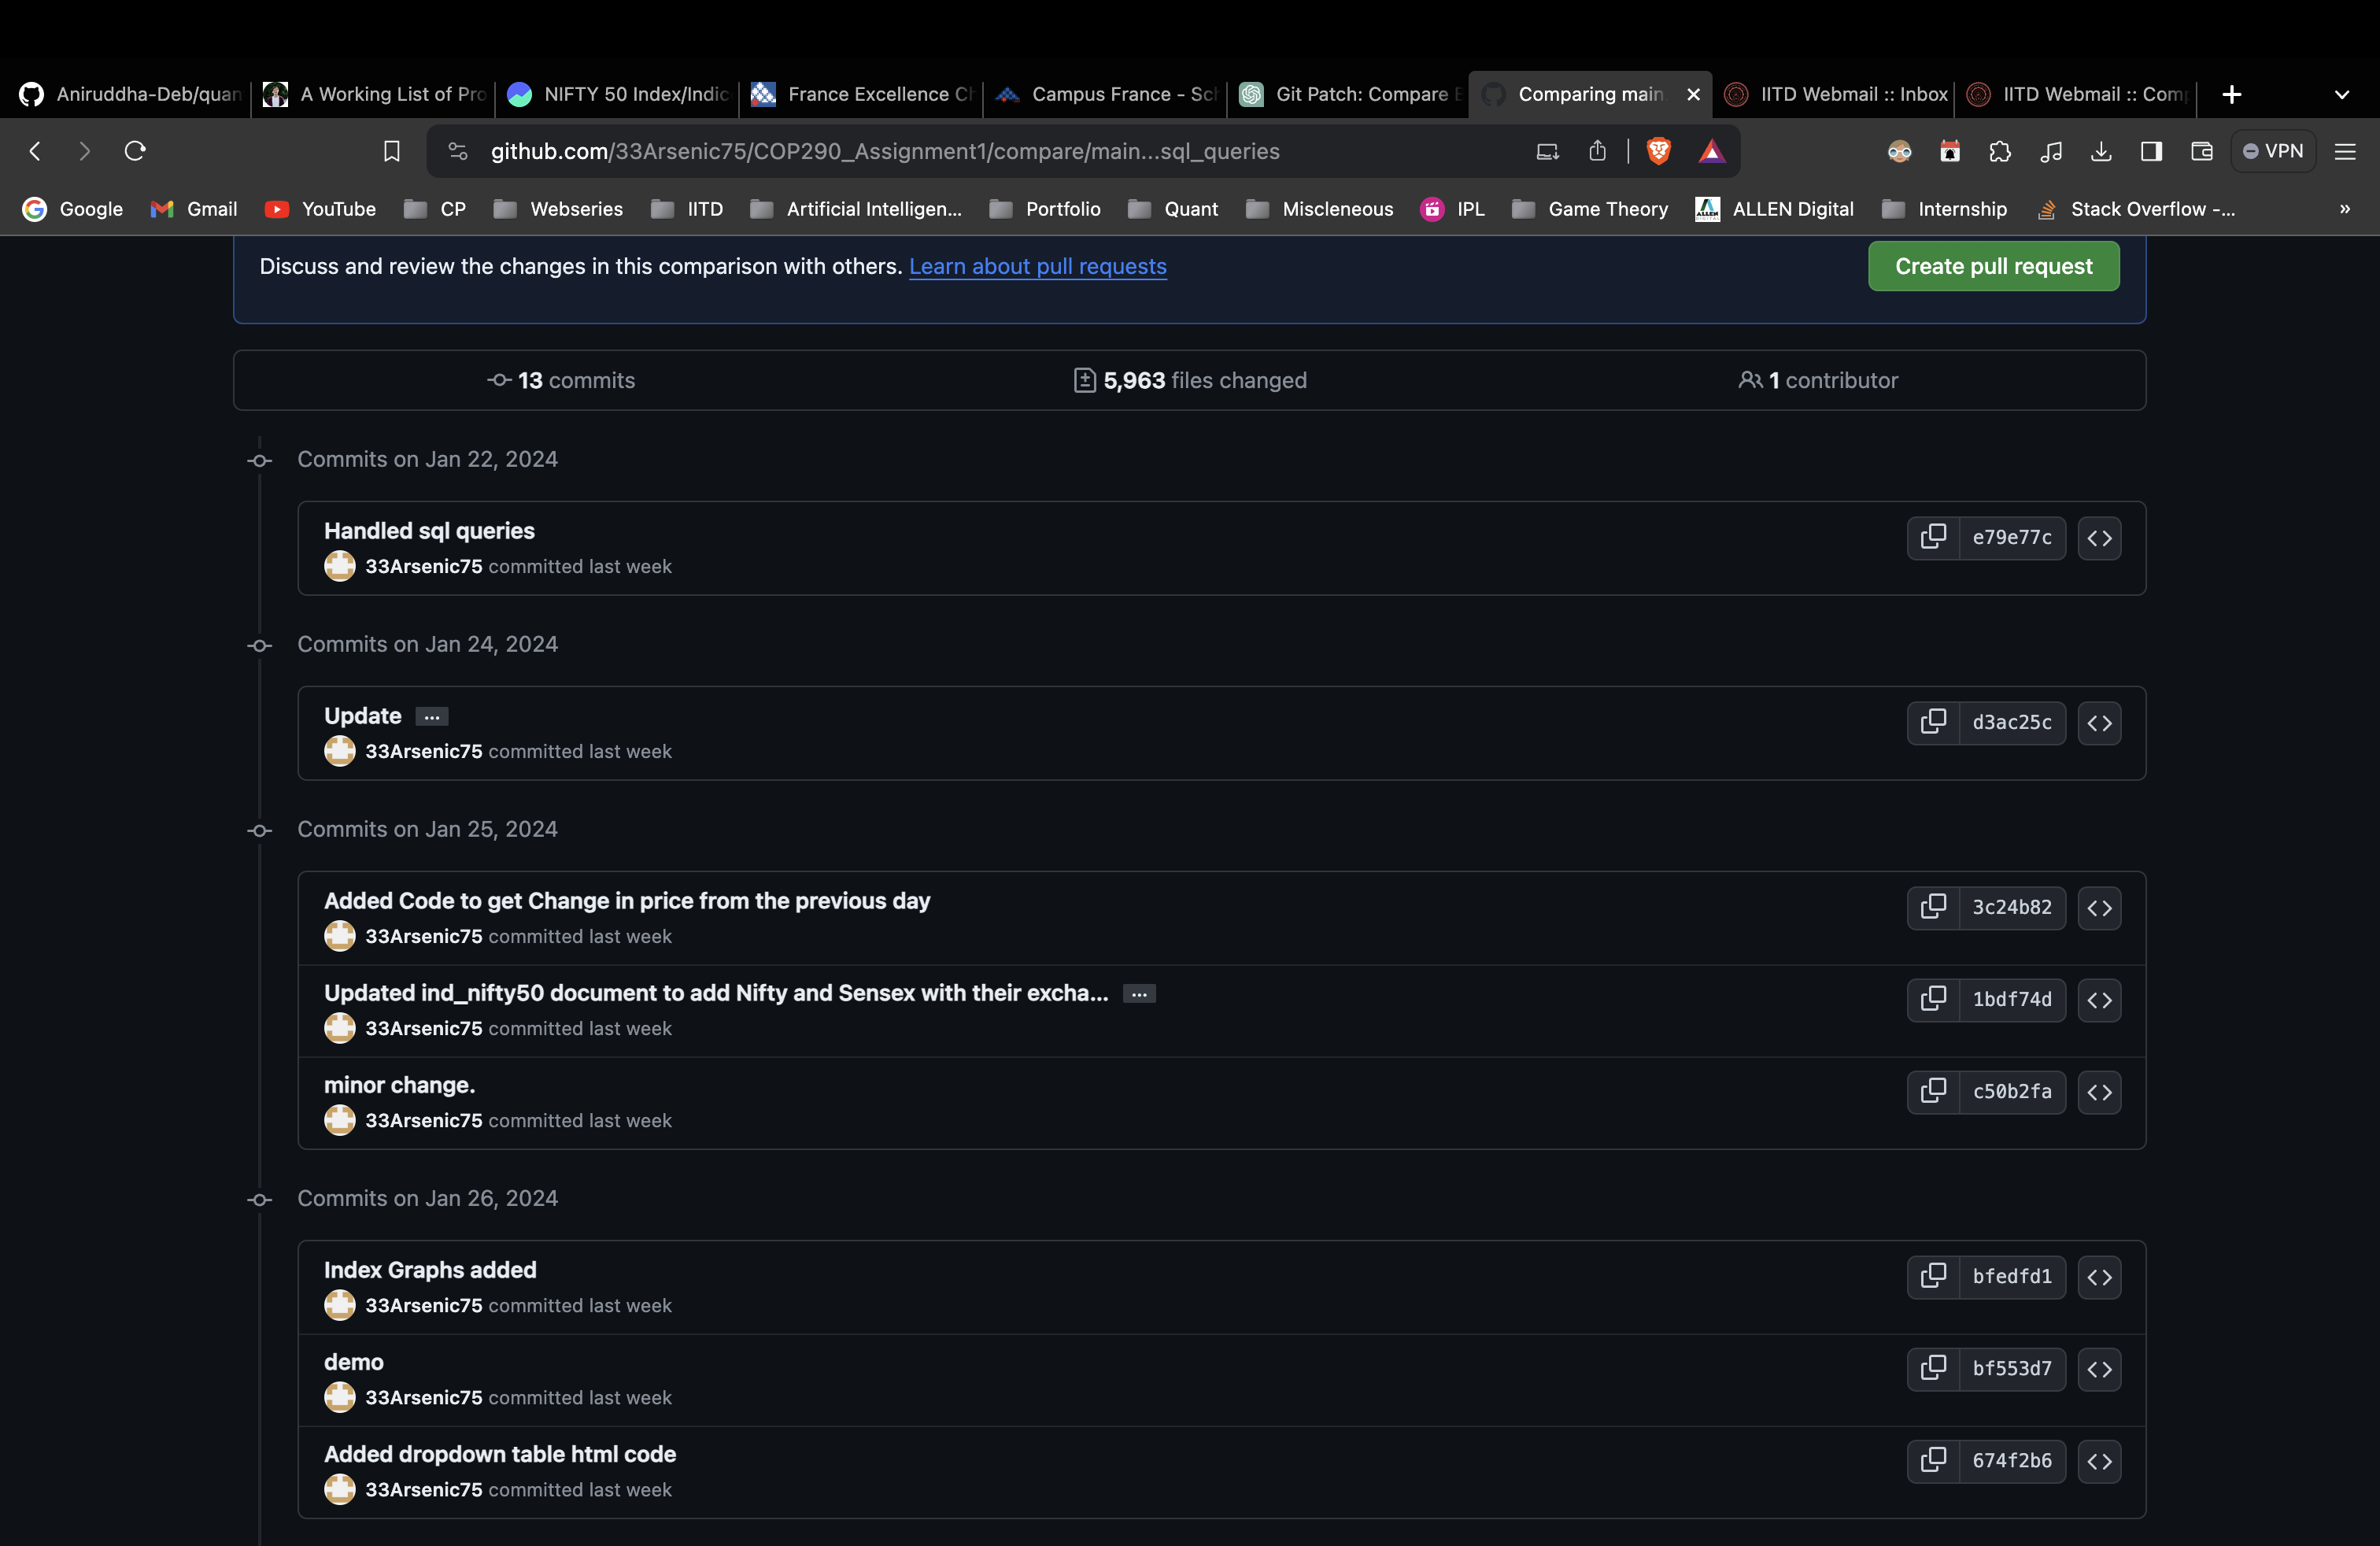 Aniruddha-Deb/quan
A Working List of Pro
NIFTY 50 Index/Indic
France Excellence Ch
Campus France - Sch
Git Patch: Compare B
Comparing main
IITD Webmail :: Inbox
IITD Webmail :: Comp
github.com/33Arsenic75/COP290_Assignment1/compare/main...sql_queries
VPN
Google Gmail YouTube CP Webseries IITD Artificial Intelligen... Portfolio Quant Miscleneous IPL Game Theory ALLEN Digital Internship Stack Overflow -... »
Discuss and review the changes in this comparison with others. Learn about pull requests
Create pull request
13 commits
5,963 files changed
1 contributor
Commits on Jan 22, 2024
Handled sql queries
33Arsenic75 committed last week
e79e77c
Commits on Jan 24, 2024
Update ...
33Arsenic75 committed last week
d3ac25c
Commits on Jan 25, 2024
Added Code to get Change in price from the previous day
33Arsenic75 committed last week
3c24b82
Updated ind_nifty50 document to add Nifty and Sensex with their excha... ...
33Arsenic75 committed last week
1bdf74d
minor change.
33Arsenic75 committed last week
c50b2fa
Commits on Jan 26, 2024
Index Graphs added
33Arsenic75 committed last week
bfedfd1
demo
33Arsenic75 committed last week
bf553d7
Added dropdown table html code
33Arsenic75 committed last week
674f2b6